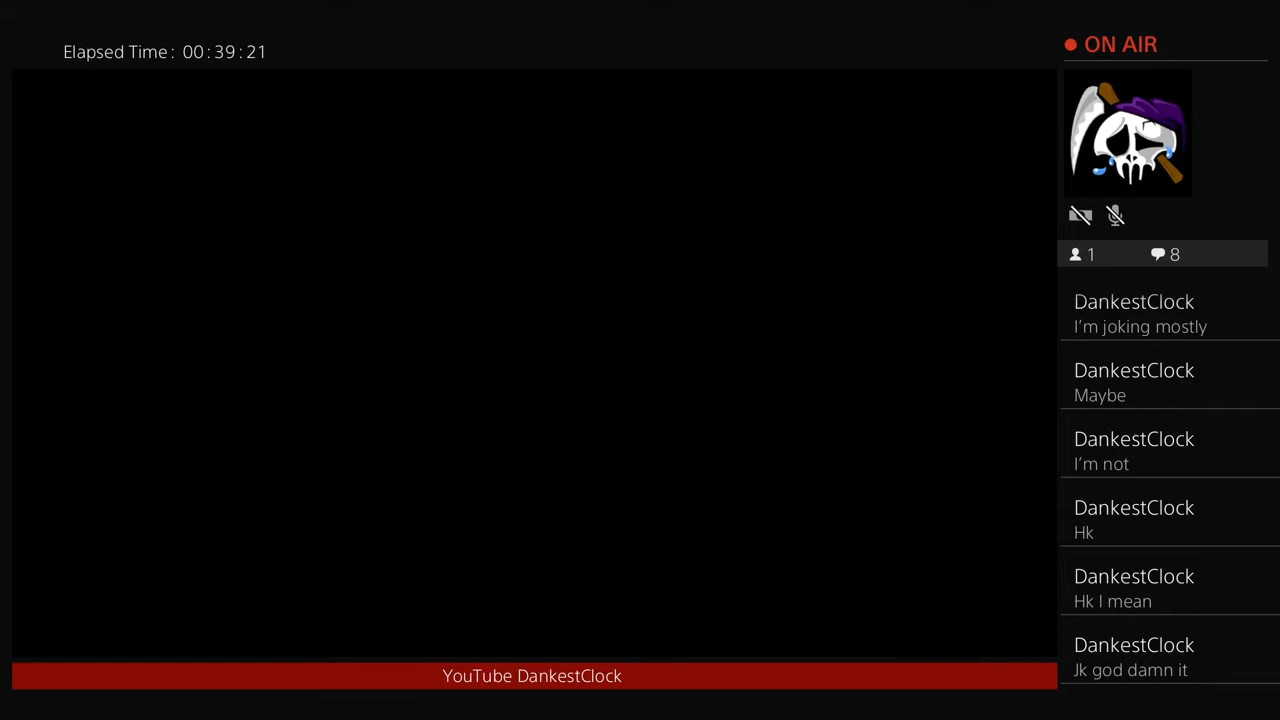 Elapsed Time: 00:39:21
ON AIR
1
8
DankestClock
I'm joking mostly
DankestClock
Maybe
DankestClock
I'm not
DankestClock
Hk
DankestClock
Hk I mean
DankestClock
Jk god damn it
YouTube DankestClock